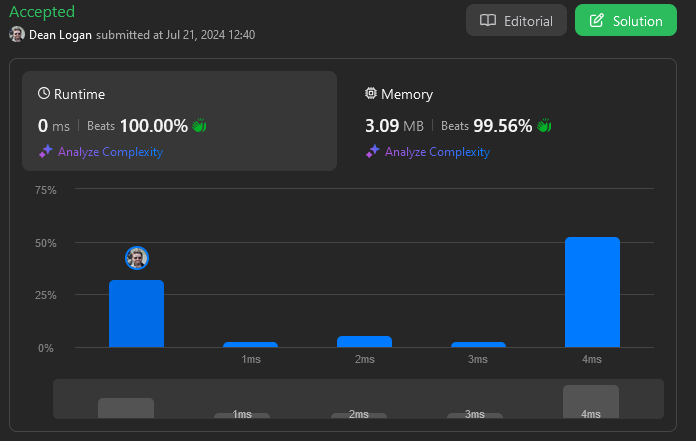 Accepted
Editorial
Solution
Dean Logan submitted at Jul 21, 2024 12:40
Runtime
0 ms | Beats 100.00%
Analyze Complexity
Memory
3.09 MB | Beats 99.56%
Analyze Complexity
75%
50%
25%
0%
1ms 2ms 3ms 4ms
1ms 2ms 3ms 4ms